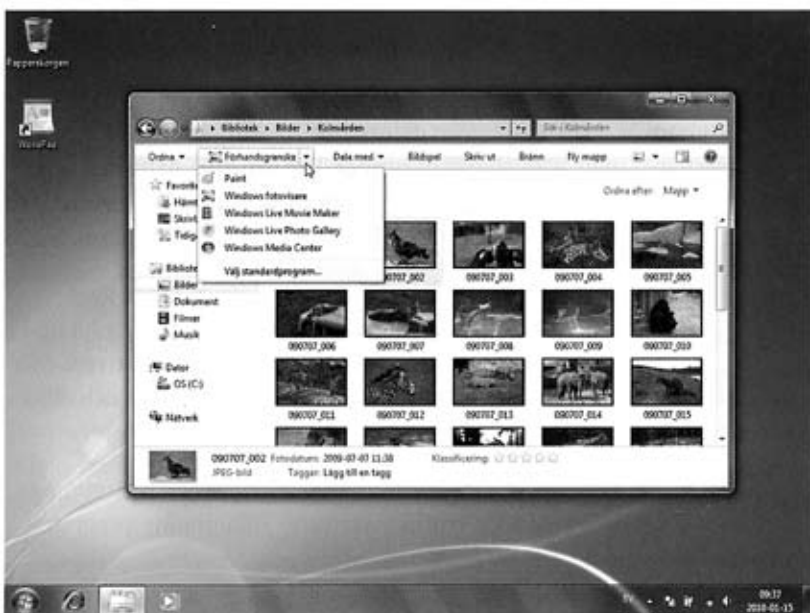 Papperskorgen
Bibliotek ▸ Bilder ▸ Kolmården
Sök i Kolmården
Ordna
Förhandsgranska
Dela med
Bildspel
Skriv ut
Bränn
Ny mapp
Paint
Windows fotovisare
Windows Live Movie Maker
Windows Live Photo Gallery
Windows Media Center
Välj standardprogram...
Ordna efter: Mapp
Bilder
Dokument
Filmer
Musik
Dator
OS (C:)
Nätverk
090707_002
090707_003
090707_004
090707_005
090707_006
090707_007
090707_008
090707_009
090707_010
090707_011
090707_012
090707_013
090707_014
090707_015
090707_002 Fotodatum: 2009-07-07 11:38 Klassificering:
JPEG-bild Taggar: Lägg till en tagg
SV
09:37
2010-01-15